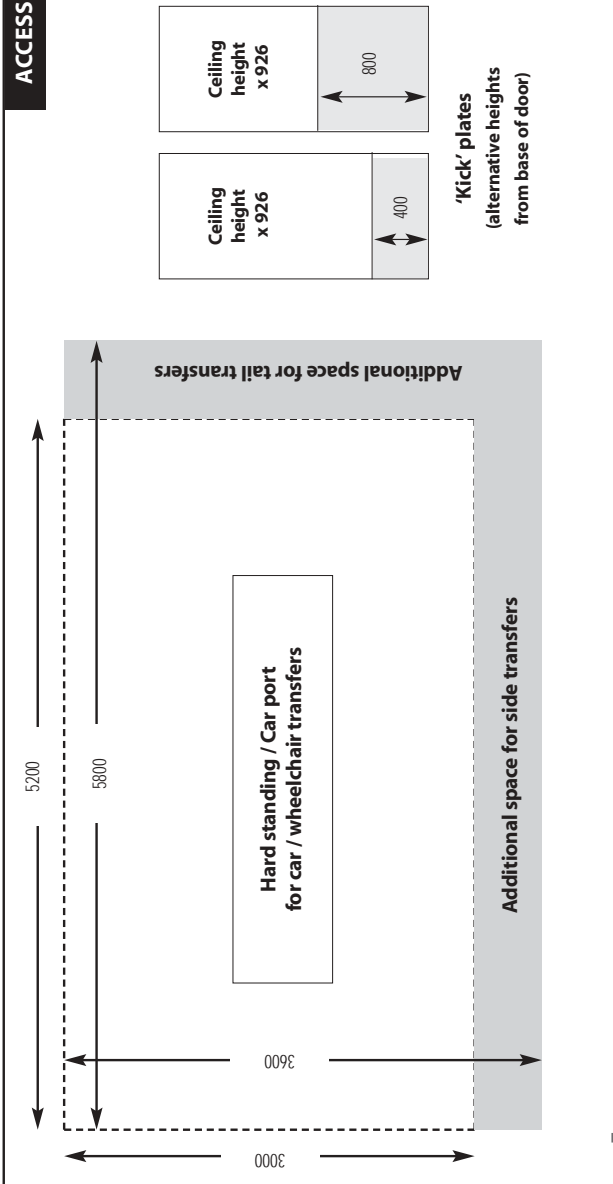 ACCESS
5200
5800
3000
3600
Hard standing / Car port
for car / wheelchair transfers
Additional space for tail transfers
Additional space for side transfers
Ceiling
height
x 926
400
Ceiling
height
x 926
800
'Kick' plates
(alternative heights
from base of door)